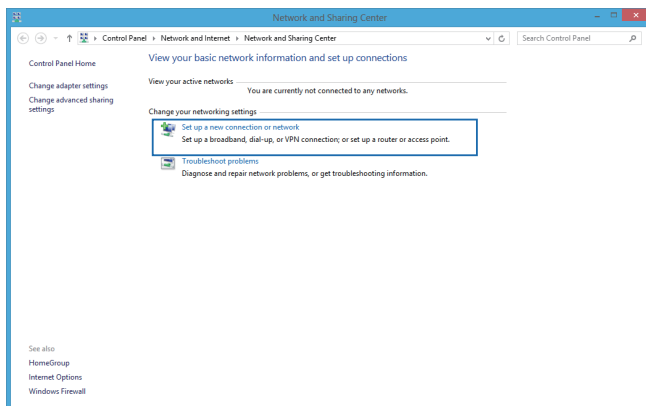 Network and Sharing Center
Control Panel Network and Internet Network and Sharing Center
Search Control Panel
Control Panel Home
Change adapter settings
Change advanced sharing
settings
View your basic network information and set up connections
View your active networks
You are currently not connected to any networks.
Change your networking settings
Set up a new connection or network
Set up a broadband, dial-up, or VPN connection; or set up a router or access point.
Troubleshoot problems
Diagnose and repair network problems, or get troubleshooting information.
See also
HomeGroup
Internet Options
Windows Firewall